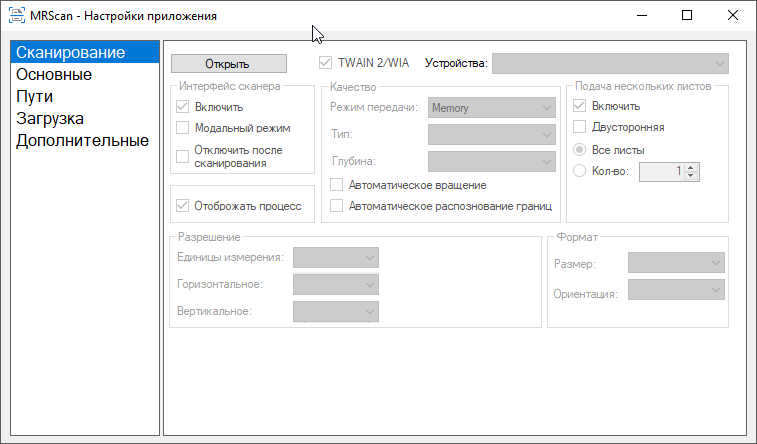 MRScan - Настройки приложения
Сканирование
Основные
Пути
Загрузка
Дополнительные
Открыть
TWAIN 2/WIA
Устройства:
Интерфейс сканера
Включить
Модальный режим
Отключить после
сканирования
Отоброжать процесс
Качество
Режим передачи:
Memory
Тип:
Глубина:
Автоматическое вращение
Автоматическое распознование границ
Подача нескольких листов
Включить
Двусторонняя
Все листы
Кол-во:
1
Разрешение
Единицы измерения:
Горизонтальное:
Вертикальное:
Формат
Размер:
Ориентация: